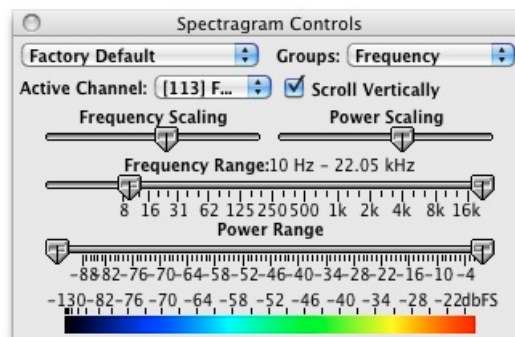 Spectragram Controls
Factory Default Groups: Frequency
Active Channel: [113] F... Scroll Vertically
Frequency Scaling Power Scaling
Frequency Range:10 Hz - 22.05 kHz
8 16 31 62 125 250 500 1k 2k 4k 8k 16k
Power Range
-88-82-76-70-64-58-52-46-40-34-28-22-16-10 -4
-130-82-76 -70 -64 -58 -52 -46 -40 -34 -28 -22dbFS